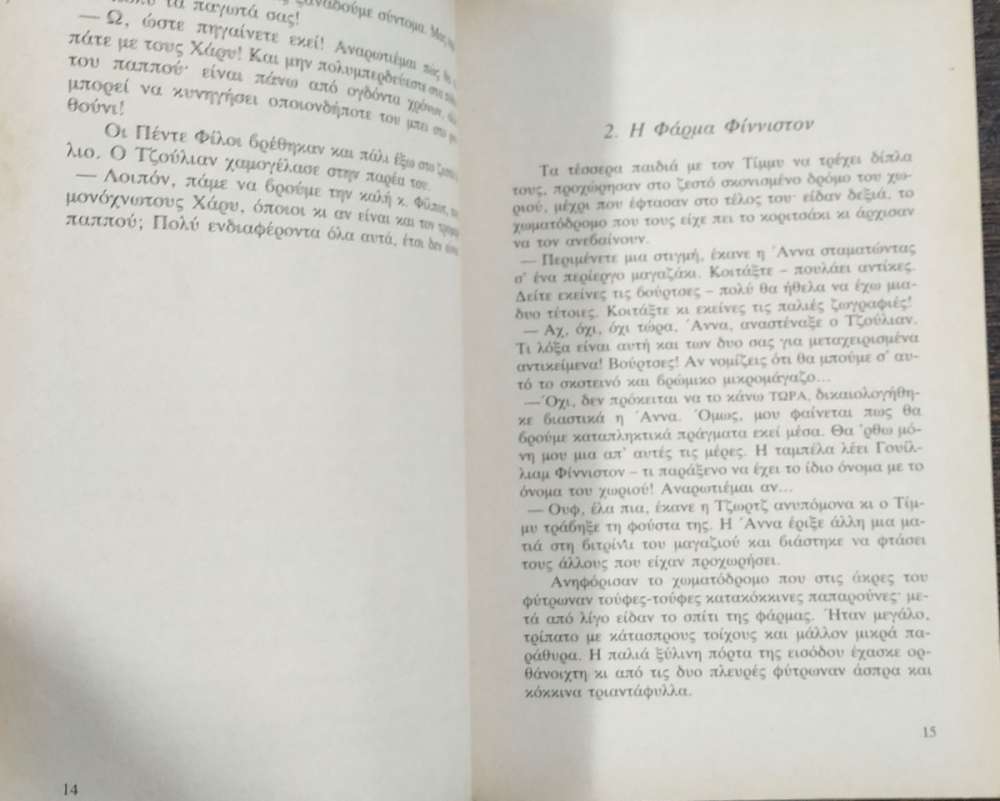 τα παγωτά σας! ξαναδούμε σύντομα.
— Ω, ώστε πηγαίνετε εκεί! Αναρωτιέμαι πώς θα
πάτε με τους Χάρυ! Και μην πολυμπερδεύεστε στα
του παππού· είναι πάνω από ογδόντα χρόνων,
μπορεί να κυνηγήσει οποιονδήποτε του μπει στο
θούνι!
Οι Πέντε Φίλοι βρέθηκαν και πάλι έξω στο
λιο. Ο Τζούλιαν χαμογέλασε στην παρέα του.
— Λοιπόν, πάμε να βρούμε την καλή κ. Φίλποτ,
μονόχνωτους Χάρυ, όποιοι κι αν είναι και τον
παππού; Πολύ ενδιαφέροντα όλα αυτά, έτσι δεν
14
2. Η Φάρμα Φίννιστον
Τα τέσσερα παιδιά με τον Τίμμυ να τρέχει δίπλα
τους, προχώρησαν στο ζεστό σκονισμένο δρόμο του χω-
ριού, μέχρι που έφτασαν στο τέλος του· είδαν δεξιά, το
χωματόδρομο που τους είχε πει το κοριτσάκι κι άρχισαν
να τον ανεβαίνουν.
— Περιμένετε μια στιγμή, έκανε η Άννα σταματώντας
σ' ένα περίεργο μαγαζάκι. Κοιτάξτε – πουλάει αντίκες.
Δείτε εκείνες τις βούρτσες – πολύ θα ήθελα να έχω μια-
δυο τέτοιες. Κοιτάξτε κι εκείνες τις παλιές ζωγραφιές!
— Αχ, όχι, όχι τώρα, Άννα, αναστέναξε ο Τζούλιαν.
Τι λόξα είναι αυτή και των δυο σας για μεταχειρισμένα
αντικείμενα! Βούρτσες! Αν νομίζεις ότι θα μπούμε σ' αυ-
τό το σκοτεινό και βρώμικο μικρομάγαζο...
— Όχι, δεν πρόκειται να το κάνω ΤΩΡΑ, δικαιολογήθη-
κε βιαστικά η Άννα. Όμως, μου φαίνεται πως θα
βρούμε καταπληκτικά πράγματα εκεί μέσα. Θα 'ρθω μό-
νη μου μια απ' αυτές τις μέρες. Η ταμπέλα λέει Γουίλ-
λιαμ Φίννιστον – τι παράξενο να έχει το ίδιο όνομα με το
όνομα του χωριού! Αναρωτιέμαι αν...
— Ουφ, έλα πια, έκανε η Τζωρτζ ανυπόμονα κι ο Τίμ-
μυ τράβηξε τη φούστα της. Η Άννα έριξε άλλη μια μα-
τιά στη βιτρίνα του μαγαζιού και βιάστηκε να φτάσει
τους άλλους που είχαν προχωρήσει.
Ανηφόρισαν το χωματόδρομο που στις άκρες του
φύτρωναν τούφες-τούφες κατακόκκινες παπαρούνες· με-
τά από λίγο είδαν το σπίτι της φάρμας. Ήταν μεγάλο,
τρίπατο με κάτασπρους τοίχους και μάλλον μικρά πα-
ράθυρα. Η παλιά ξύλινη πόρτα της εισόδου έχασκε ορ-
θάνοιχτη κι από τις δυο πλευρές φύτρωναν άσπρα και
κόκκινα τριαντάφυλλα.
15